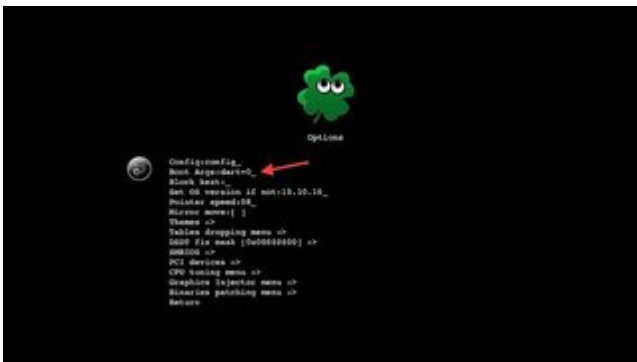 Options
Config:config_
Boot Args:dart=0_
Block kext:_
Set OS version if not:10.10.10_
Pointer speed:08_
Mirror move:[ ]
Themes =>
Tables dropping menu =>
DSDT fix mask [0x00000000] =>
SMBIOS =>
PCI devices =>
CPU tuning menu =>
Graphics Injector menu =>
Binaries patching menu =>
Return